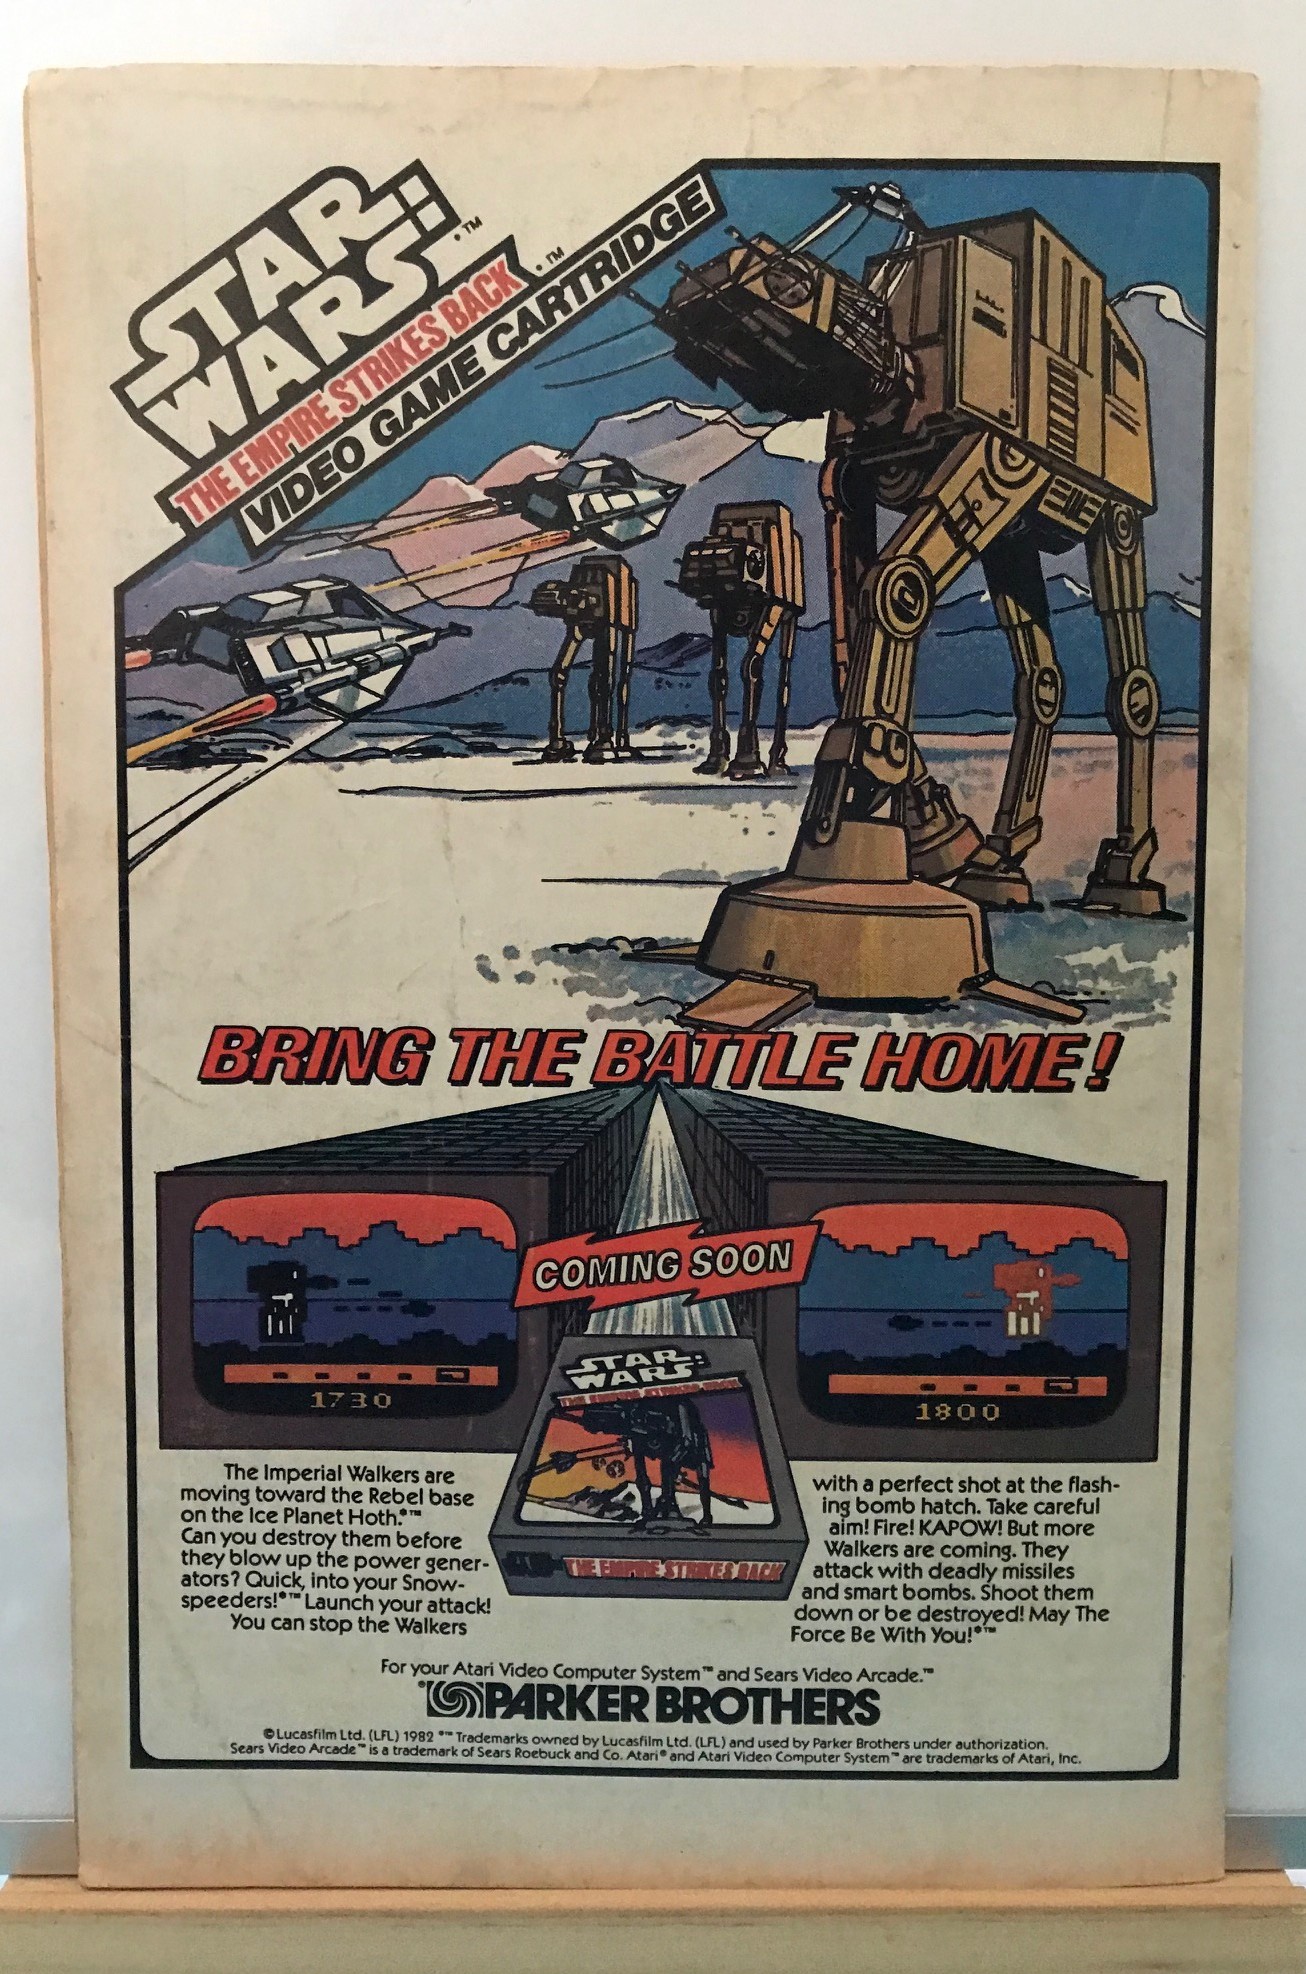 STAR
WARS
•™
THE EMPIRE STRIKES BACK •™
VIDEO GAME CARTRIDGE
BRING THE BATTLE HOME!
COMING SOON
1730
1800
STAR
WARS
THE EMPIRE STRIKES BACK
THE EMPIRE STRIKES BACK
The Imperial Walkers are
moving toward the Rebel base
on the Ice Planet Hoth.•™
Can you destroy them before
they blow up the power gener-
ators? Quick, into your Snow-
speeders!•™ Launch your attack!
You can stop the Walkers
with a perfect shot at the flash-
ing bomb hatch. Take careful
aim! Fire! KAPOW! But more
Walkers are coming. They
attack with deadly missiles
and smart bombs. Shoot them
down or be destroyed! May The
Force Be With You!•™
For your Atari Video Computer System™ and Sears Video Arcade.™
PARKER BROTHERS
©Lucasfilm Ltd. (LFL) 1982 •™ Trademarks owned by Lucasfilm Ltd. (LFL) and used by Parker Brothers under authorization.
Sears Video Arcade™ is a trademark of Sears Roebuck and Co. Atari® and Atari Video Computer System™ are trademarks of Atari, Inc.